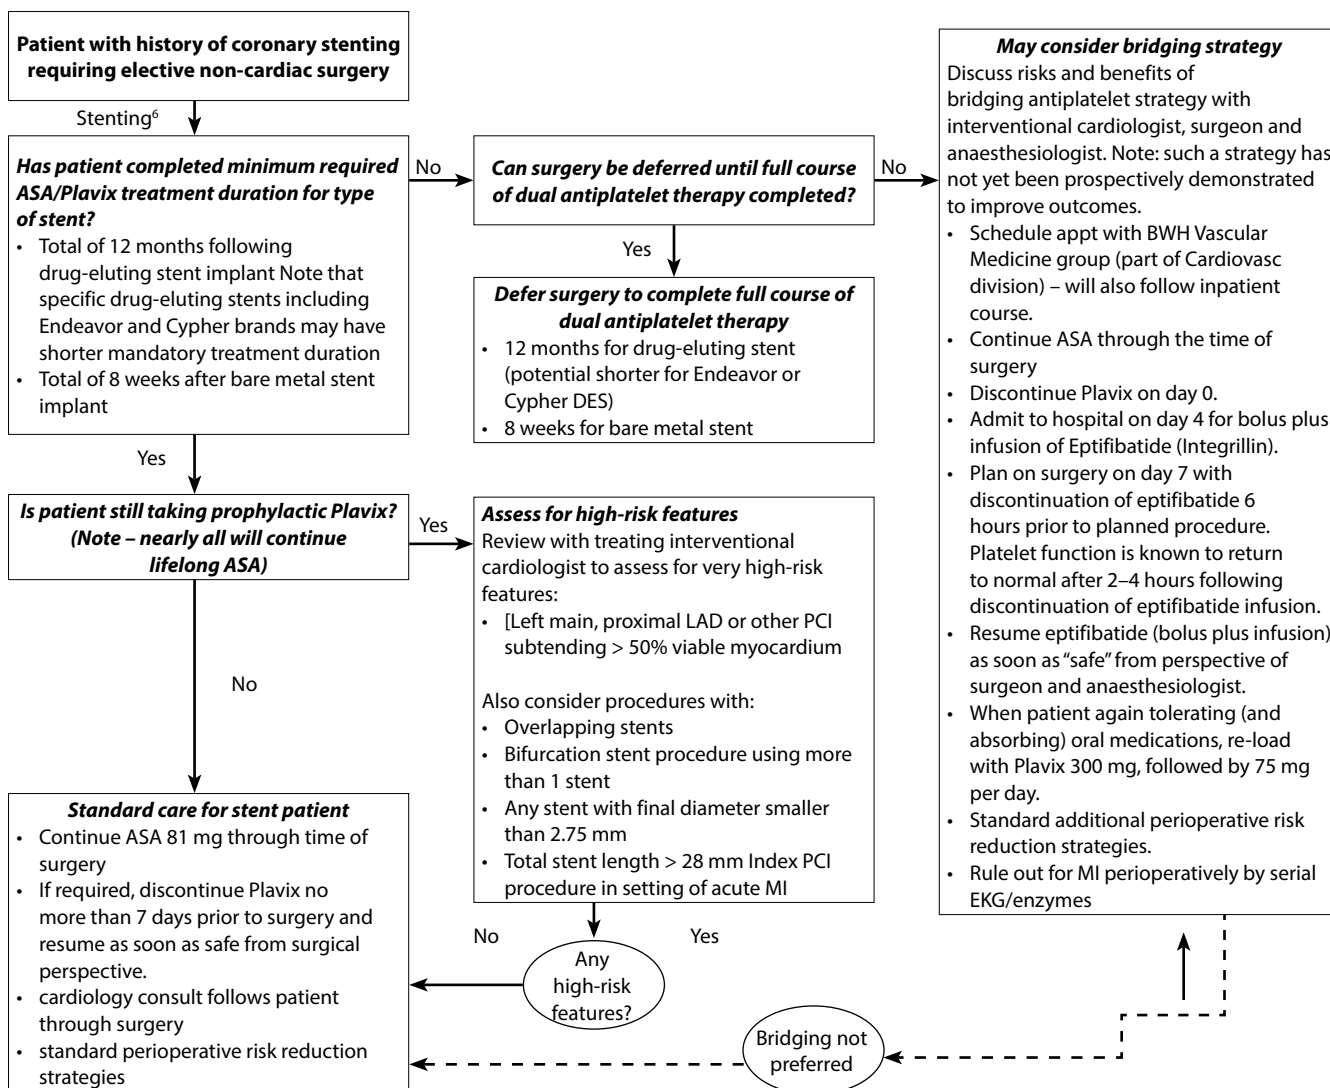 Patient with history of coronary stenting
requiring elective non-cardiac surgery
Stenting⁶
Has patient completed minimum required
ASA/Plavix treatment duration for type
of stent?
• Total of 12 months following
drug-eluting stent implant Note that
specific drug-eluting stents including
Endeavor and Cypher brands may have
shorter mandatory treatment duration
• Total of 8 weeks after bare metal stent
implant
No
Can surgery be deferred until full course
of dual antiplatelet therapy completed?
No
Yes
Defer surgery to complete full course of
dual antiplatelet therapy
• 12 months for drug-eluting stent
(potential shorter for Endeavor or
Cypher DES)
• 8 weeks for bare metal stent
May consider bridging strategy
Discuss risks and benefits of
bridging antiplatelet strategy with
interventional cardiologist, surgeon and
anaesthesiologist. Note: such a strategy has
not yet been prospectively demonstrated
to improve outcomes.
• Schedule appt with BWH Vascular
Medicine group (part of Cardiovasc
division) – will also follow inpatient
course.
• Continue ASA through the time of
surgery
• Discontinue Plavix on day 0.
• Admit to hospital on day 4 for bolus plus
infusion of Eptifibatide (Integrillin).
• Plan on surgery on day 7 with
discontinuation of eptifibatide 6
hours prior to planned procedure.
Platelet function is known to return
to normal after 2–4 hours following
discontinuation of eptifibatide infusion.
• Resume eptifibatide (bolus plus infusion)
as soon as “safe” from perspective of
surgeon and anaesthesiologist.
• When patient again tolerating (and
absorbing) oral medications, re-load
with Plavix 300 mg, followed by 75 mg
per day.
• Standard additional perioperative risk
reduction strategies.
• Rule out for MI perioperatively by serial
EKG/enzymes
Yes
Is patient still taking prophylactic Plavix?
(Note – nearly all will continue
lifelong ASA)
Yes
Assess for high-risk features
Review with treating interventional
cardiologist to assess for very high-risk
features:
• [Left main, proximal LAD or other PCI
subtending > 50% viable myocardium
Also consider procedures with:
• Overlapping stents
• Bifurcation stent procedure using more
than 1 stent
• Any stent with final diameter smaller
than 2.75 mm
• Total stent length > 28 mm Index PCI
procedure in setting of acute MI
No
Standard care for stent patient
• Continue ASA 81 mg through time of
surgery
• If required, discontinue Plavix no
more than 7 days prior to surgery and
resume as soon as safe from surgical
perspective.
• cardiology consult follows patient
through surgery
• standard perioperative risk reduction
strategies
No
Yes
Any
high-risk
features?
Bridging not
preferred